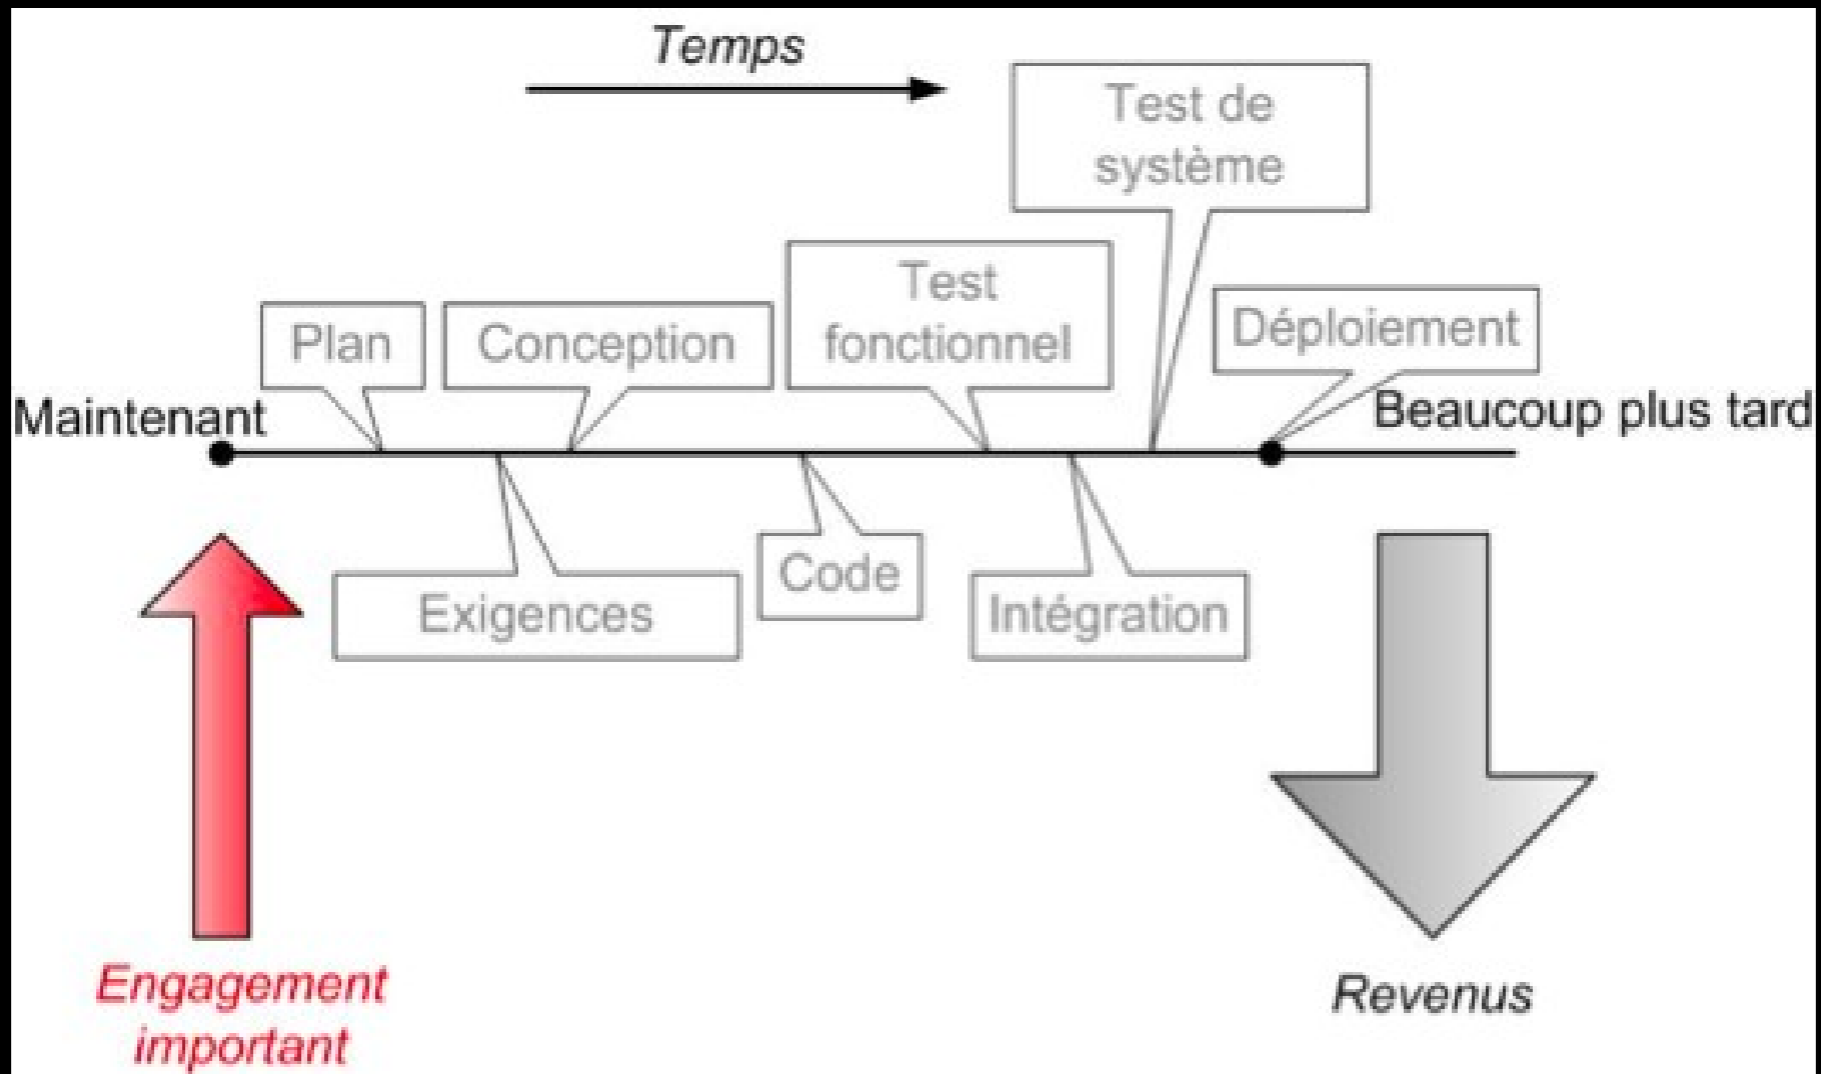 Temps
Test de
système
Test
fonctionnel
Plan
Conception
Déploiement
Maintenant
Beaucoup plus tard
Exigences
Code
Intégration
Engagement
important
Revenus